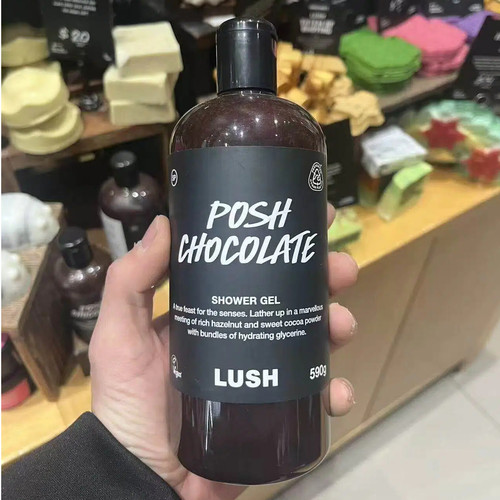 $20
POSH
CHOCOLATE
SHOWER GEL
A true feast for the senses. Lather up in a marvellous
meeting of rich hazelnut and sweet cocoa powder
with bundles of hydrating glycerine.
LUSH
590g